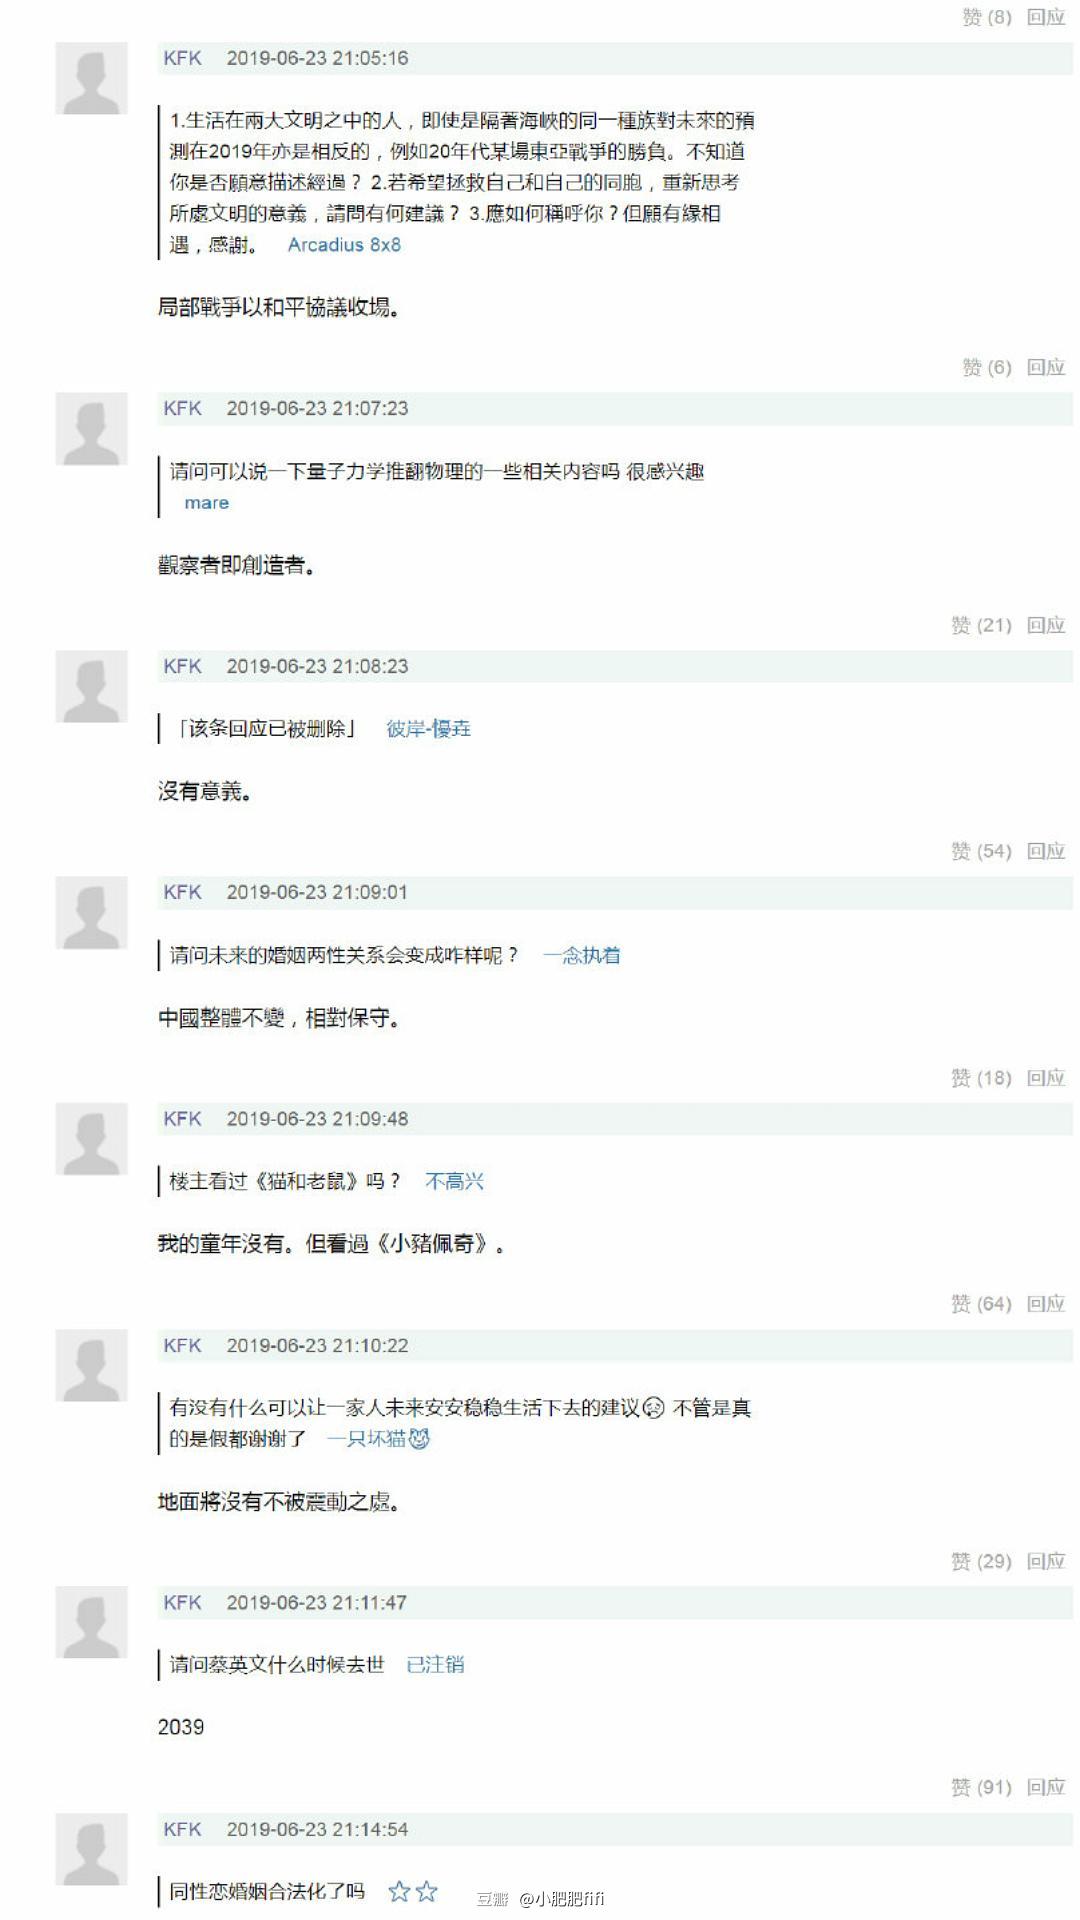 赞 (8) 回应
KFK 2019-06-23 21:05:16
1.生活在兩大文明之中的人，即使是隔著海峽的同一種族對未來的預
測在2019年亦是相反的，例如20年代某場東亞戰爭的勝負。不知道
你是否願意描述經過？ 2.若希望拯救自己和自己的同胞，重新思考
所處文明的意義，請問有何建議？ 3.應如何稱呼你？但願有緣相
遇，感謝。 Arcadius 8x8
局部戰爭以和平協議收場。
赞 (6) 回应
KFK 2019-06-23 21:07:23
请问可以说一下量子力学推翻物理的一些相关内容吗 很感兴趣
mare
觀察者即創造者。
赞 (21) 回应
KFK 2019-06-23 21:08:23
「该条回应已被删除」 彼岸-懮垚
沒有意義。
赞 (54) 回应
KFK 2019-06-23 21:09:01
请问未来的婚姻两性关系会变成咋样呢？ 一念执着
中國整體不變，相對保守。
赞 (18) 回应
KFK 2019-06-23 21:09:48
楼主看过《猫和老鼠》吗？ 不高兴
我的童年沒有。但看過《小豬佩奇》。
赞 (64) 回应
KFK 2019-06-23 21:10:22
有没有什么可以让一家人未来安安稳稳生活下去的建议😢 不管是真
的是假都谢谢了 一只坏猫😈
地面將沒有不被震動之處。
赞 (29) 回应
KFK 2019-06-23 21:11:47
请问蔡英文什么时候去世 已注销
2039
赞 (91) 回应
KFK 2019-06-23 21:14:54
同性恋婚姻合法化了吗 ☆☆
豆瓣 @小肥肥fifi